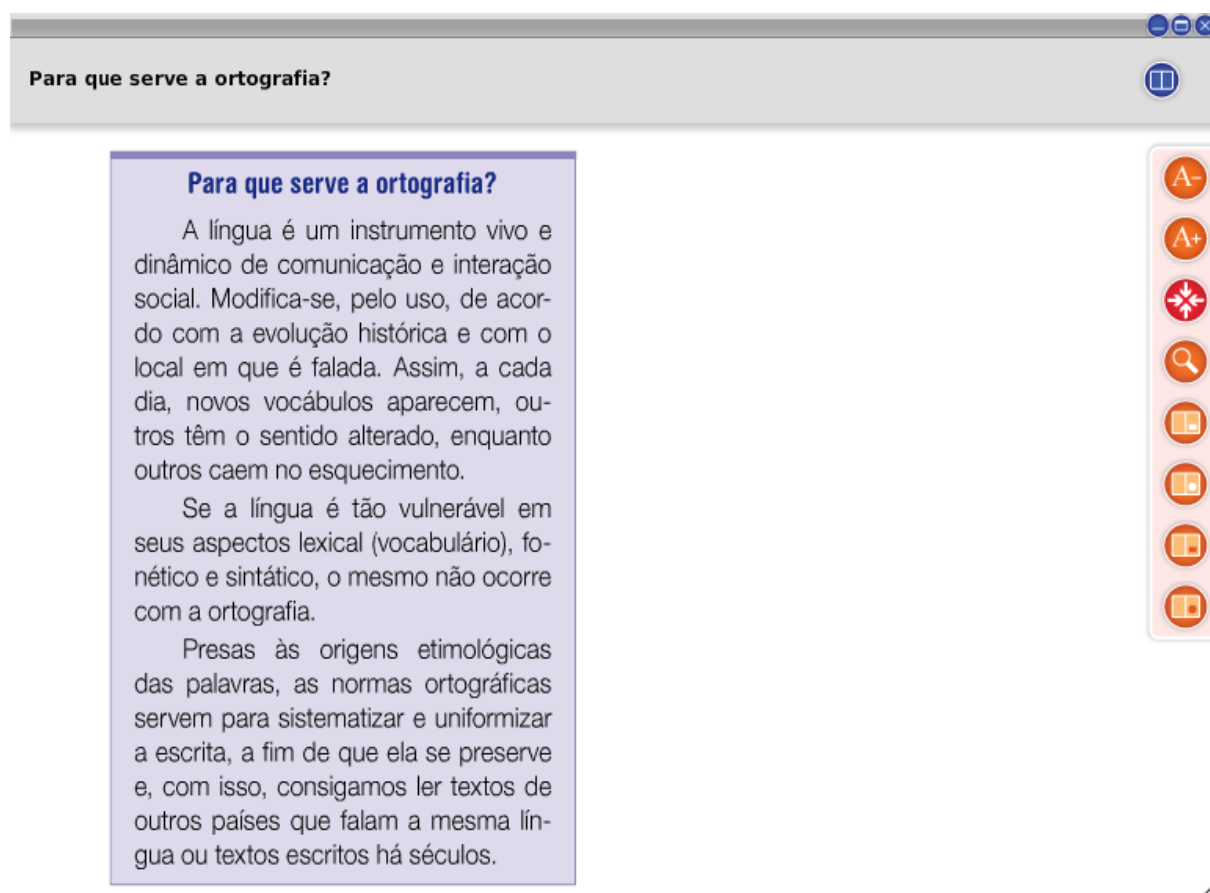 Para que serve a ortografia?
Para que serve a ortografia?
A língua é um instrumento vivo e
dinâmico de comunicação e interação
social. Modifica-se, pelo uso, de acor-
do com a evolução histórica e com o
local em que é falada. Assim, a cada
dia, novos vocábulos aparecem, ou-
tros têm o sentido alterado, enquanto
outros caem no esquecimento.
Se a língua é tão vulnerável em
seus aspectos lexical (vocabulário), fo-
nético e sintático, o mesmo não ocorre
com a ortografia.
Presas às origens etimológicas
das palavras, as normas ortográficas
servem para sistematizar e uniformizar
a escrita, a fim de que ela se preserve
e, com isso, consigamos ler textos de
outros países que falam a mesma lín-
gua ou textos escritos há séculos.
A-
A+